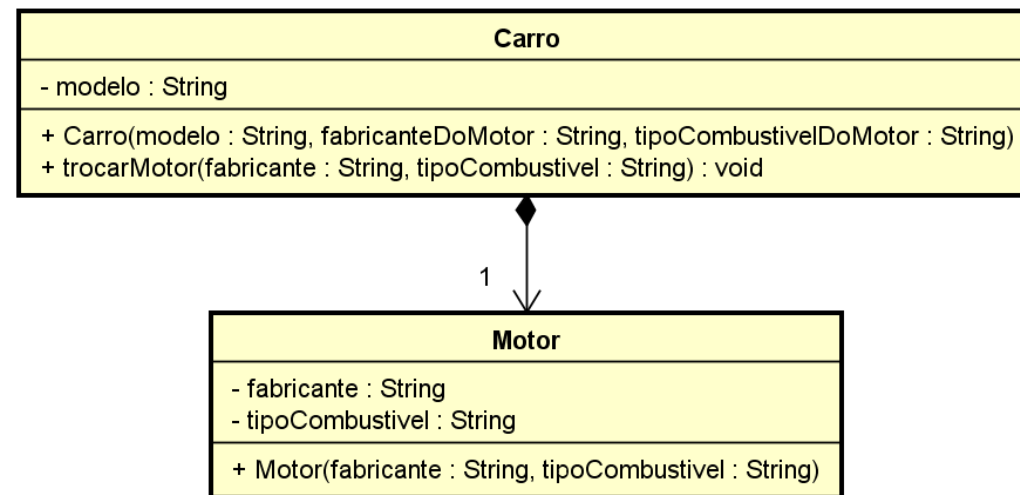 Carro
- modelo : String
+ Carro(modelo : String, fabricanteDoMotor : String, tipoCombustivelDoMotor : String)
+ trocarMotor(fabricante : String, tipoCombustivel : String) : void
1
Motor
- fabricante : String
- tipoCombustivel : String
+ Motor(fabricante : String, tipoCombustivel : String)